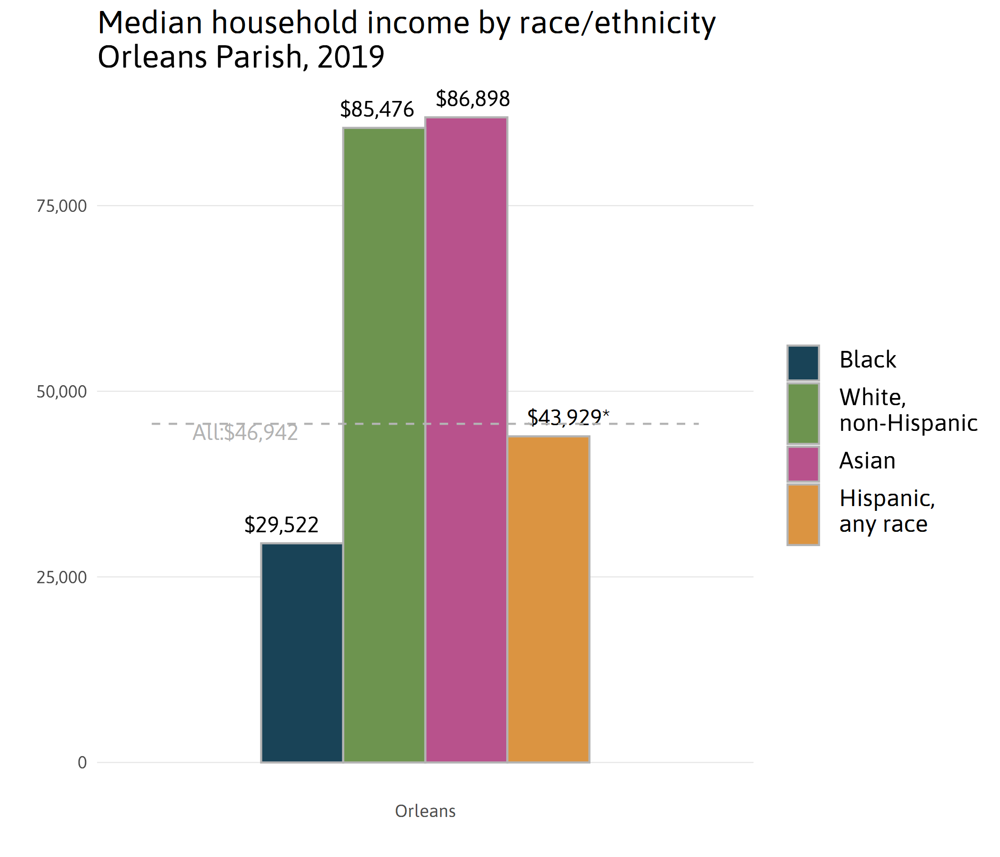 Median household income by race/ethnicity
Orleans Parish, 2019
$85,476
$86,898
75,000
50,000
$43,929*
All:$46,942
$29,522
25,000
0
Orleans
Black
White,
non-Hispanic
Asian
Hispanic,
any race